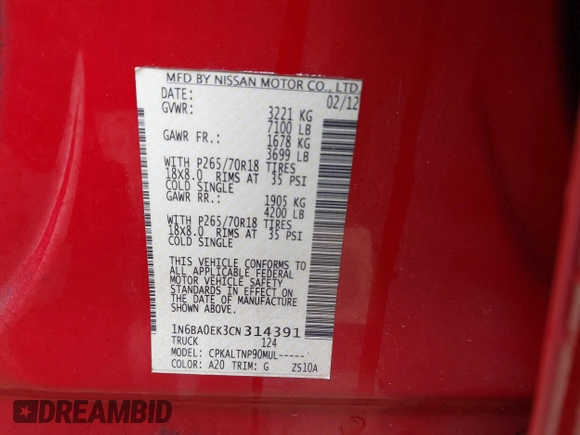 MFD BY NISSAN MOTOR CO., LTD
DATE: 02/12
GVWR: 3221 KG
7100 LB
GAWR FR.: 1678 KG
3699 LB
WITH P265/70R18 TIRES
18X8.0 RIMS AT 35 PSI
COLD SINGLE
GAWR RR.: 1905 KG
4200 LB
WITH P265/70R18 TIRES
18X8.0 RIMS AT 35 PSI
COLD SINGLE
THIS VEHICLE CONFORMS TO
ALL APPLICABLE FEDERAL
MOTOR VEHICLE SAFETY
STANDARDS IN EFFECT ON
THE DATE OF MANUFACTURE
SHOWN ABOVE.
1N6BA0EK3CN314391
TRUCK 124
MODEL: CPKALTNP90MUL-----
COLOR: A20 TRIM: G ZS10A
DREAMBID